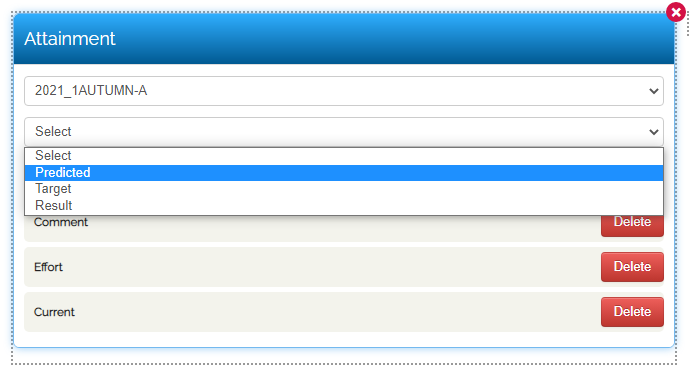 Attainment
2021_1AUTUMN-A
Select
Select
Predicted
Target
Result
Comment Delete
Effort Delete
Current Delete